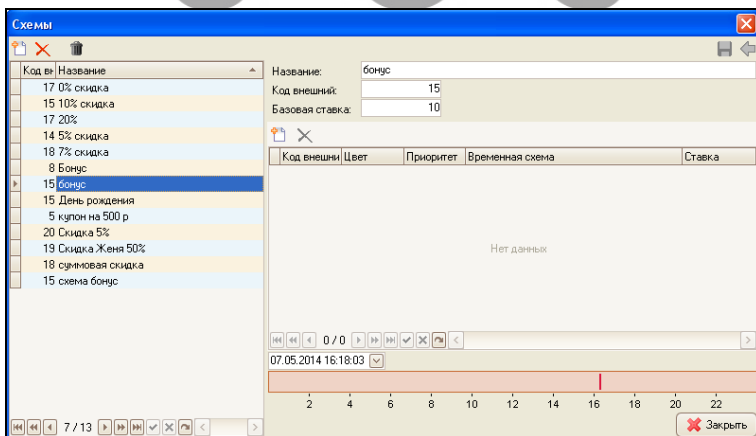 Схемы
Код вн Название
17 0% скидка
15 10% скидка
17 20%
14 5% скидка
18 7% скидка
8 Бонус
15 бонус
15 День рождения
5 купон на 500 р
20 Скидка 5%
19 Скидка Женя 50%
18 суммовая скидка
15 схема бонус
7 / 13
Название: бонус
Код внешний: 15
Базовая ставка: 10
Код внешни Цвет Приоритет Временная схема Ставка
Нет данных
0 / 0
07.05.2014 16:18:03
2 4 6 8 10 12 14 16 18 20 22
Закрыть